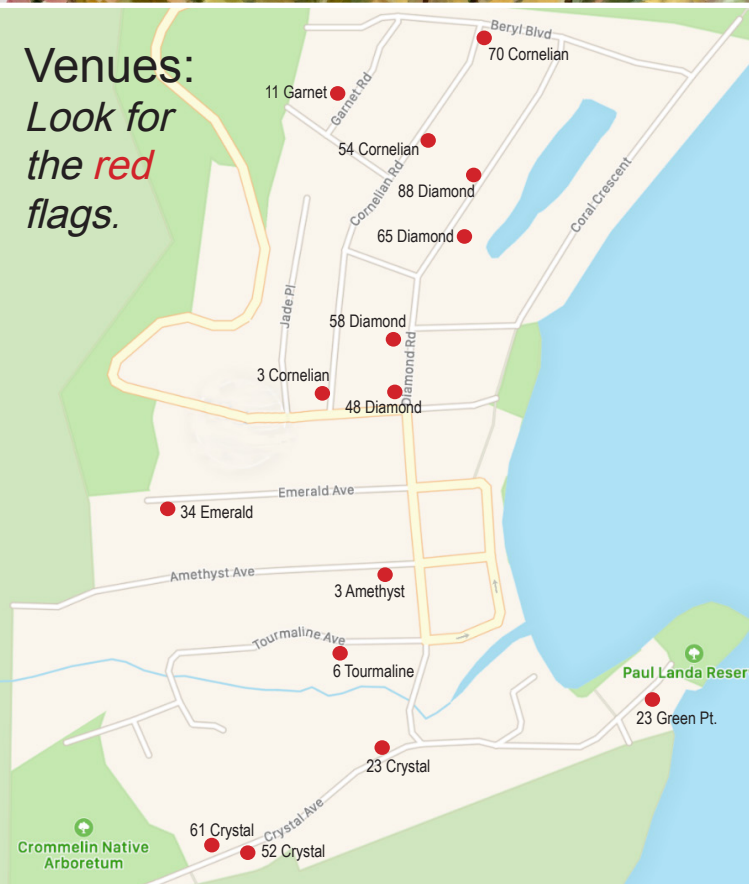 Venues:
Look for
the red
flags.
Beryl Blvd
70 Cornelian
11 Garnet
Garnet Rd
54 Cornelian
88 Diamond
Cornelian Rd
Coral Crescent
65 Diamond
Jade Pl
58 Diamond
Diamond Rd
3 Cornelian
48 Diamond
Emerald Ave
34 Emerald
Amethyst Ave
3 Amethyst
Tourmaline Ave
6 Tourmaline
Paul Landa Reser
23 Green Pt.
23 Crystal
Crystal Ave
61 Crystal
52 Crystal
Crommelin Native
Arboretum